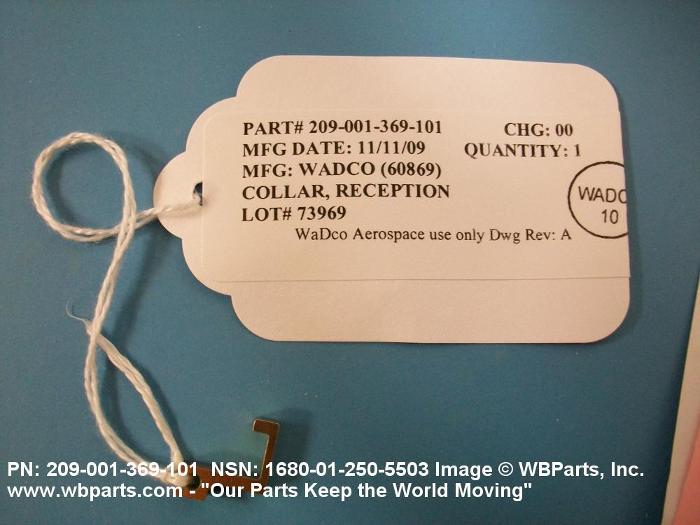 PART# 209-001-369-101 CHG: 00
MFG DATE: 11/11/09 QUANTITY: 1
MFG: WADCO (60869)
COLLAR, RECEPTION
LOT# 73969
WaDco Aerospace use only Dwg Rev: A
WADC
10
PN: 209-001-369-101 NSN: 1680-01-250-5503 Image © WBParts, Inc.
www.wbparts.com - "Our Parts Keep the World Moving"